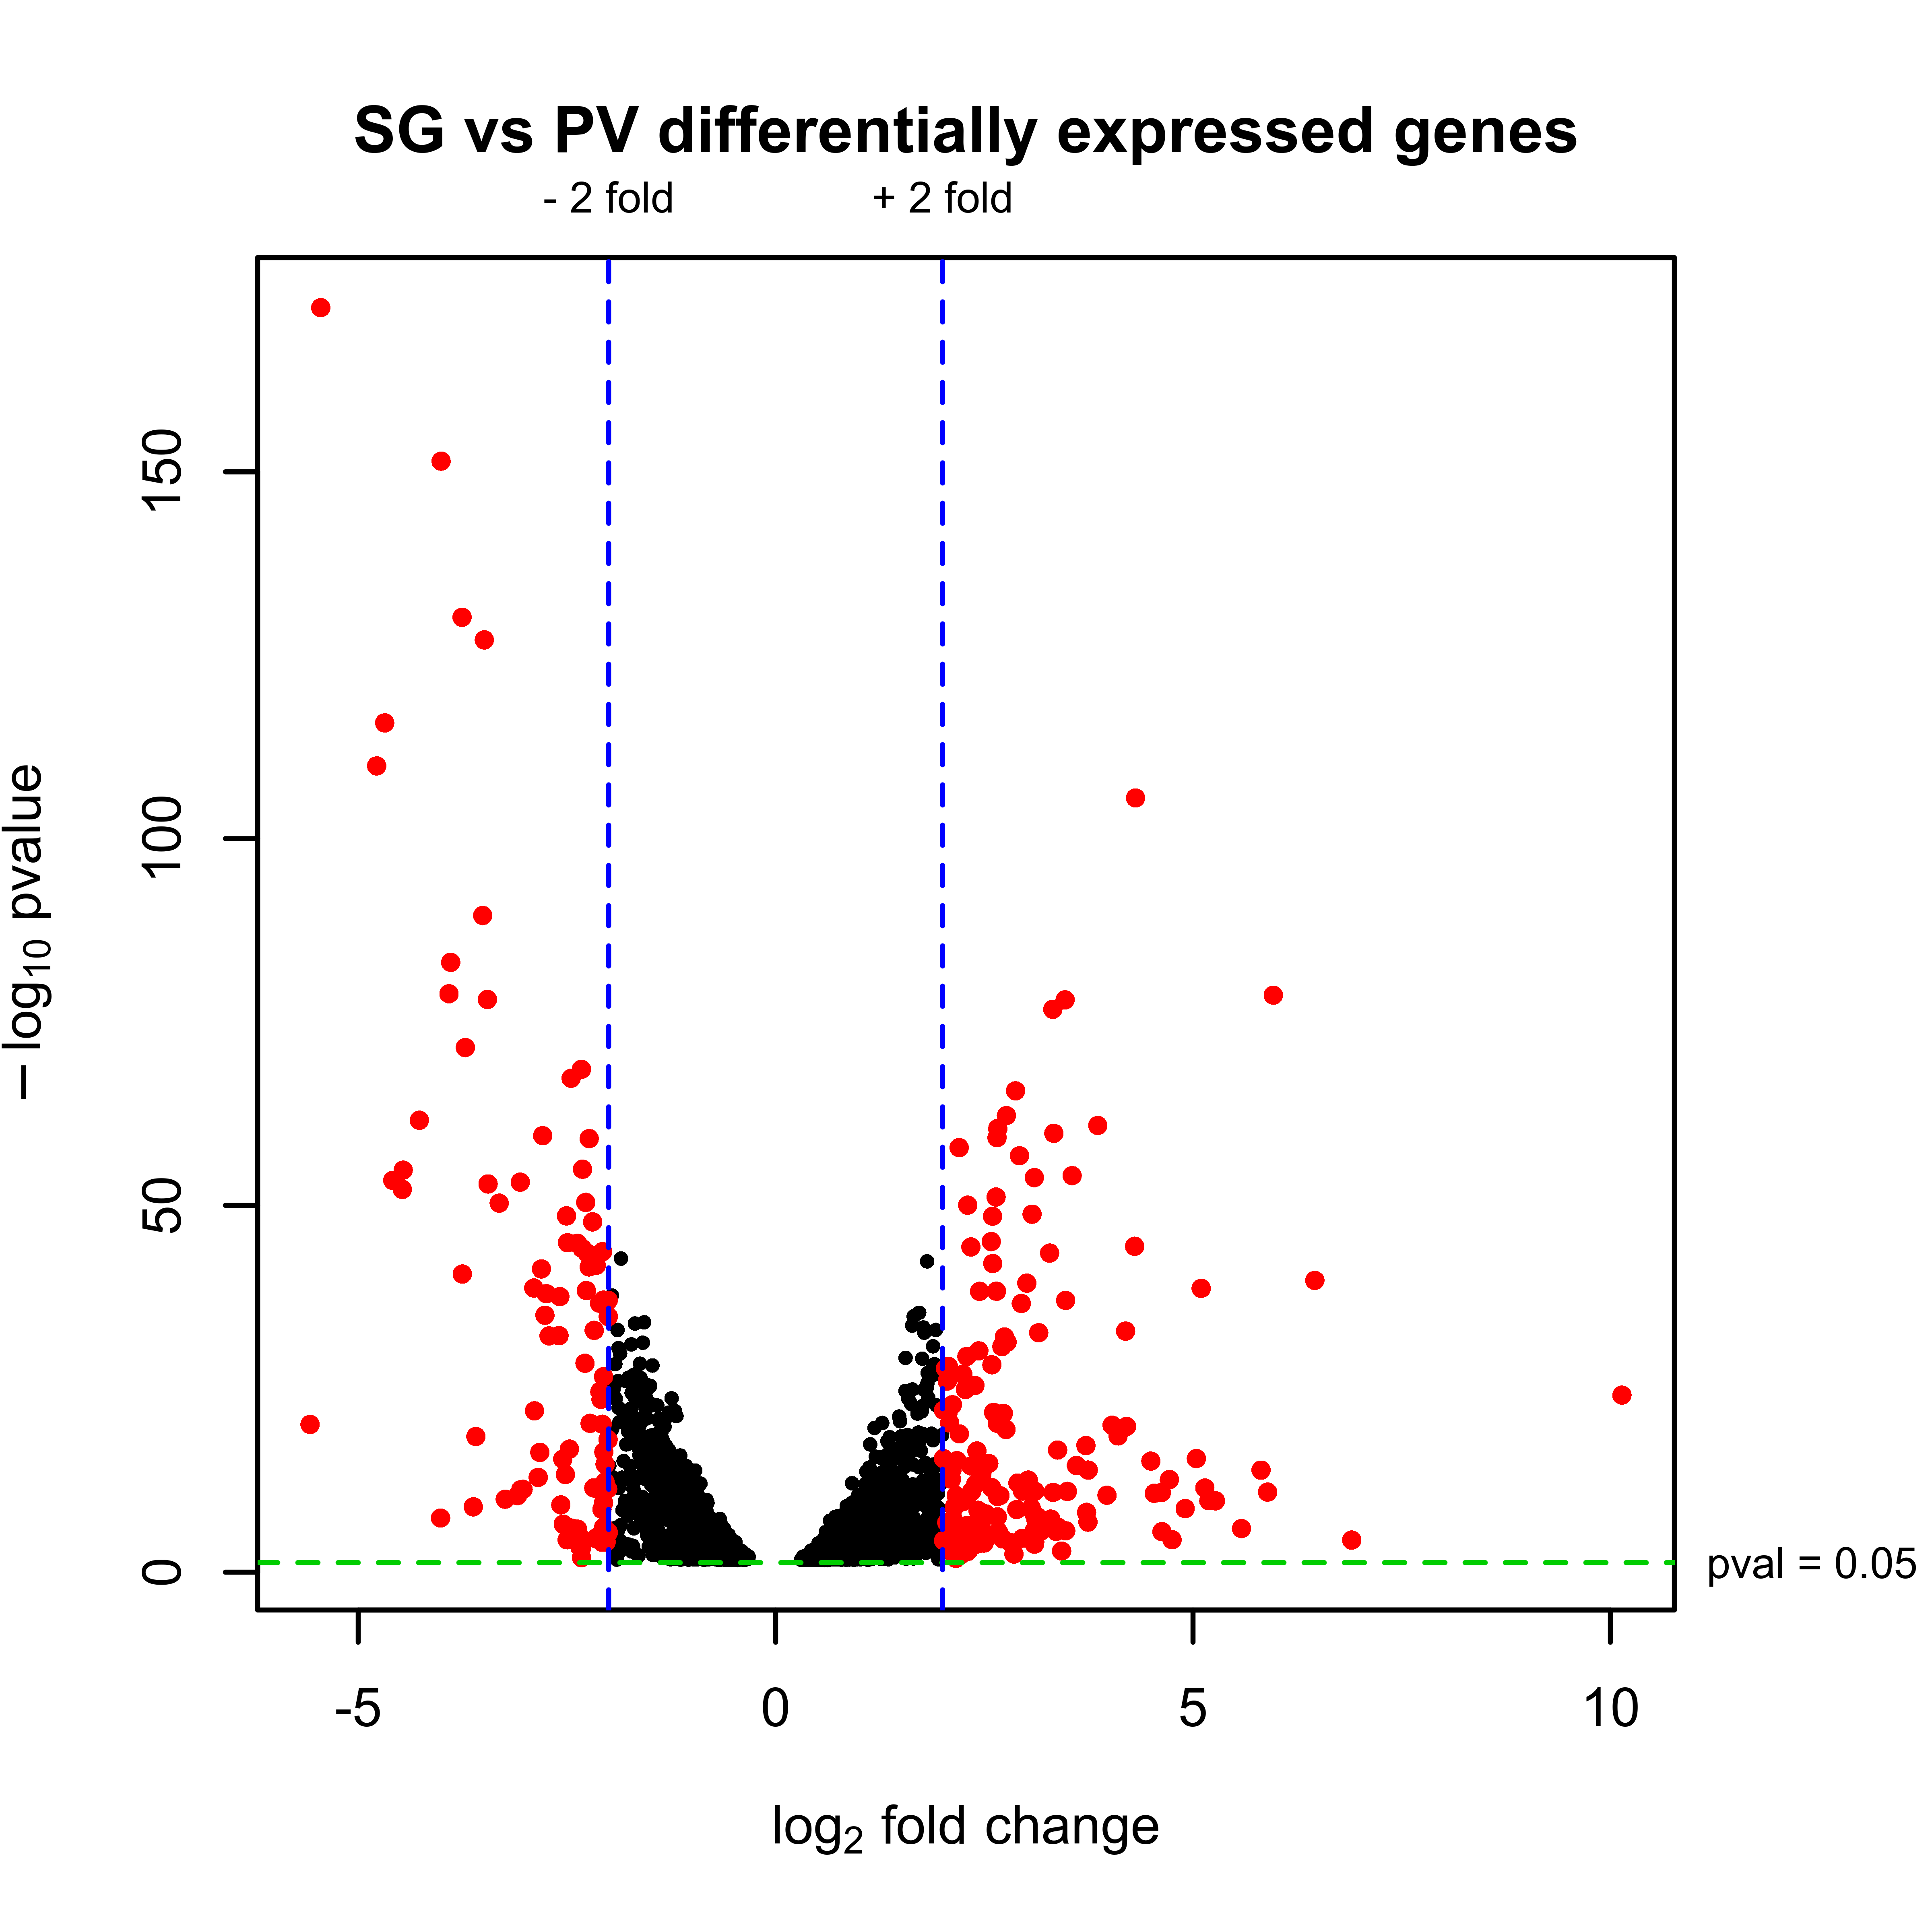 SG vs PV differentially expressed genes
- 2 fold + 2 fold
150
100
50
0
− log10 pvalue
pval = 0.05
-5 0 5 10
log2 fold change